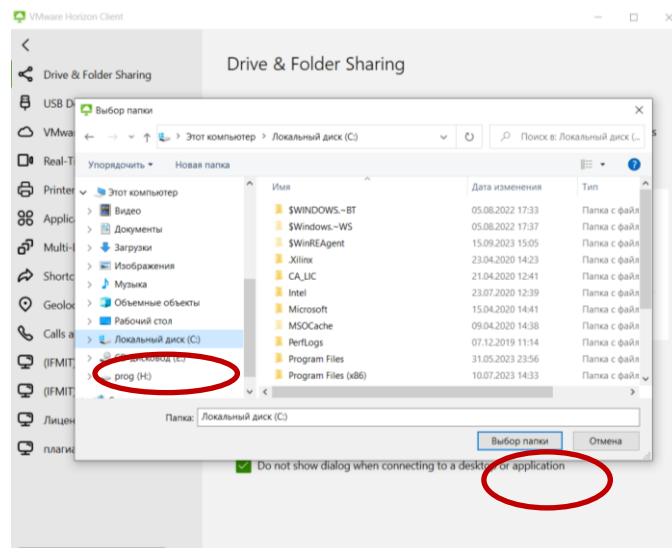 VMware Horizon Client
Drive & Folder Sharing
Drive & Folder Sharing
USB D
Выбор папки
VMwa
Этот компьютер > Локальный диск (C:)
Поиск в: Локальный диск (...
s
Real-Ti
Упорядочить
Новая папка
Printer
Этот компьютер
Имя
Дата изменения
Тип
Applic
Видео
$WINDOWS.~BT
05.08.2022 17:33
Папка с файл
Документы
$Windows.~WS
05.08.2022 17:37
Папка с файл
Multi-
Загрузки
$WinREAgent
15.09.2023 15:05
Папка с файл
Изображения
.Xilinx
23.04.2020 14:23
Папка с файл
Shortc
Музыка
CA_LIC
21.04.2020 12:41
Папка с файл
Объемные объекты
Intel
23.07.2020 12:39
Папка с файл
Geoloc
Рабочий стол
Microsoft
15.04.2020 14:41
Папка с файл
Calls a
Локальный диск (C:)
MSOCache
09.04.2020 14:38
Папка с файл
PerfLogs
07.12.2019 11:14
Папка с файл
(IFMIT)
CD-дисковод (E:)
Program Files
31.05.2023 23:56
Папка с файл
prog (H:)
Program Files (x86)
10.07.2023 14:33
Папка с файл
(IFMIT)
Лицен
Папка: Локальный диск (C:)
плагиа
Выбор папки
Отмена
Do not show dialog when connecting to a desktop or application